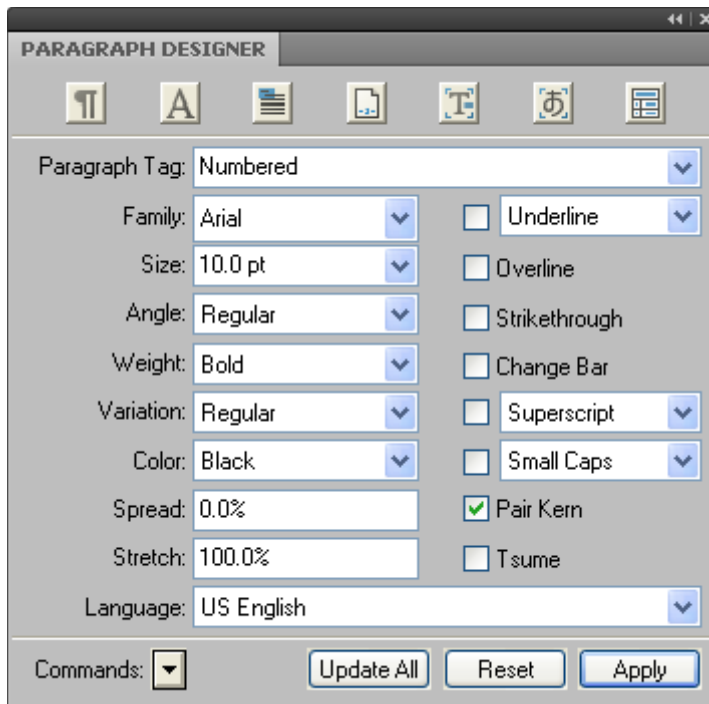 PARAGRAPH DESIGNER
Paragraph Tag: Numbered
Family: Arial
Underline
Size: 10.0 pt
Overline
Angle: Regular
Strikethrough
Weight: Bold
Change Bar
Variation: Regular
Superscript
Color: Black
Small Caps
Spread: 0.0%
Pair Kern
Stretch: 100.0%
Tsume
Language: US English
Commands:
Update All
Reset
Apply